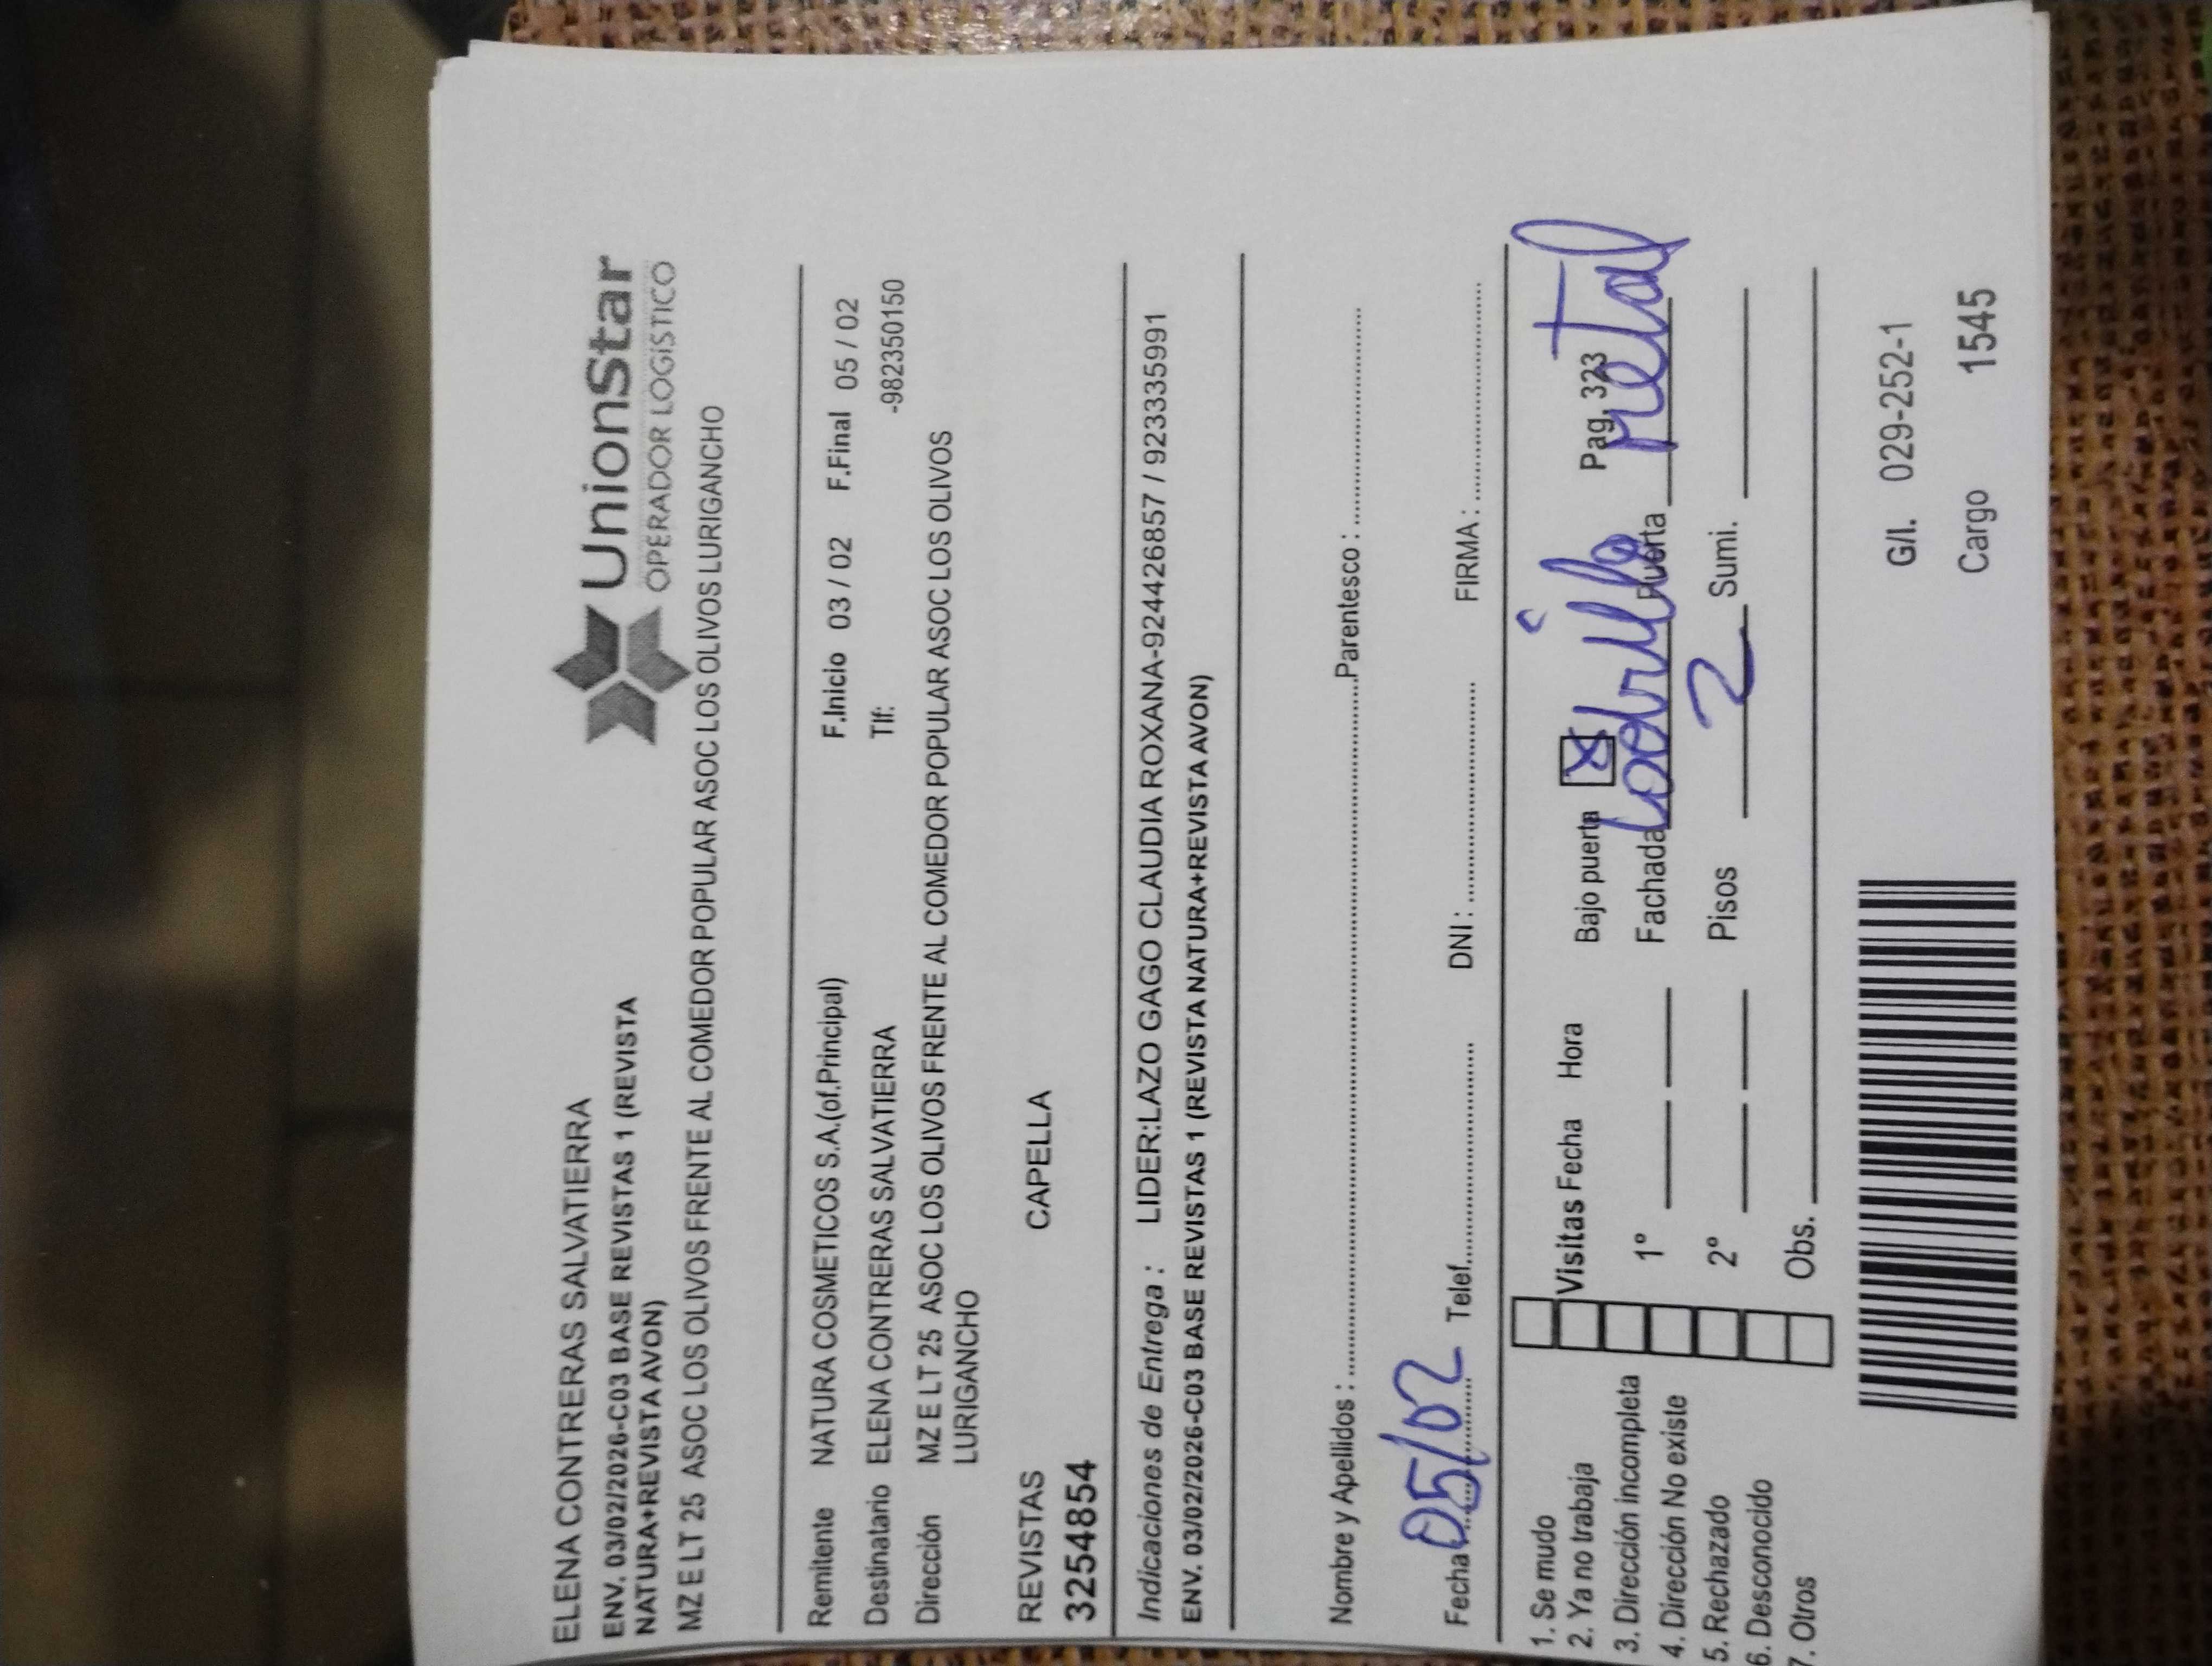 ELENA CONTRERAS SALVATIERRA
ENV. 03/02/2026-C03 BASE REVISTAS 1 (REVISTA
NATURA+REVISTA AVON)
UnionStar
OPERADOR LOGÍSTICO
MZ E LT 25 ASOC LOS OLIVOS FRENTE AL COMEDOR POPULAR ASOC LOS OLIVOS LURIGANCHO
Remitente NATURA COSMETICOS S.A.(of.Principal) F.Inicio 03 / 02 F.Final 05 / 02
Destinatario ELENA CONTRERAS SALVATIERRA Tlf: -982350150
Dirección MZ E LT 25 ASOC LOS OLIVOS FRENTE AL COMEDOR POPULAR ASOC LOS OLIVOS
LURIGANCHO
REVISTAS CAPELLA
3254854
Indicaciones de Entrega : LIDER:LAZO GAGO CLAUDIA ROXANA-924426857 / 923335991
ENV. 03/02/2026-C03 BASE REVISTAS 1 (REVISTA NATURA+REVISTA AVON)
Nombre y Apellidos : Parentesco :
Fecha 05/02 Telef. DNI : FIRMA :
1. Se mudo
2. Ya no trabaja
3. Dirección incompleta
4. Dirección No existe
5. Rechazado
6. Desconocido
7. Otros
Visitas Fecha Hora Bajo puerta X Pag. 323
1° Fachada Ladrillo Puerta metal
2° Pisos 2 Sumi.
Obs.
G/l. 029-252-1
Cargo 1545